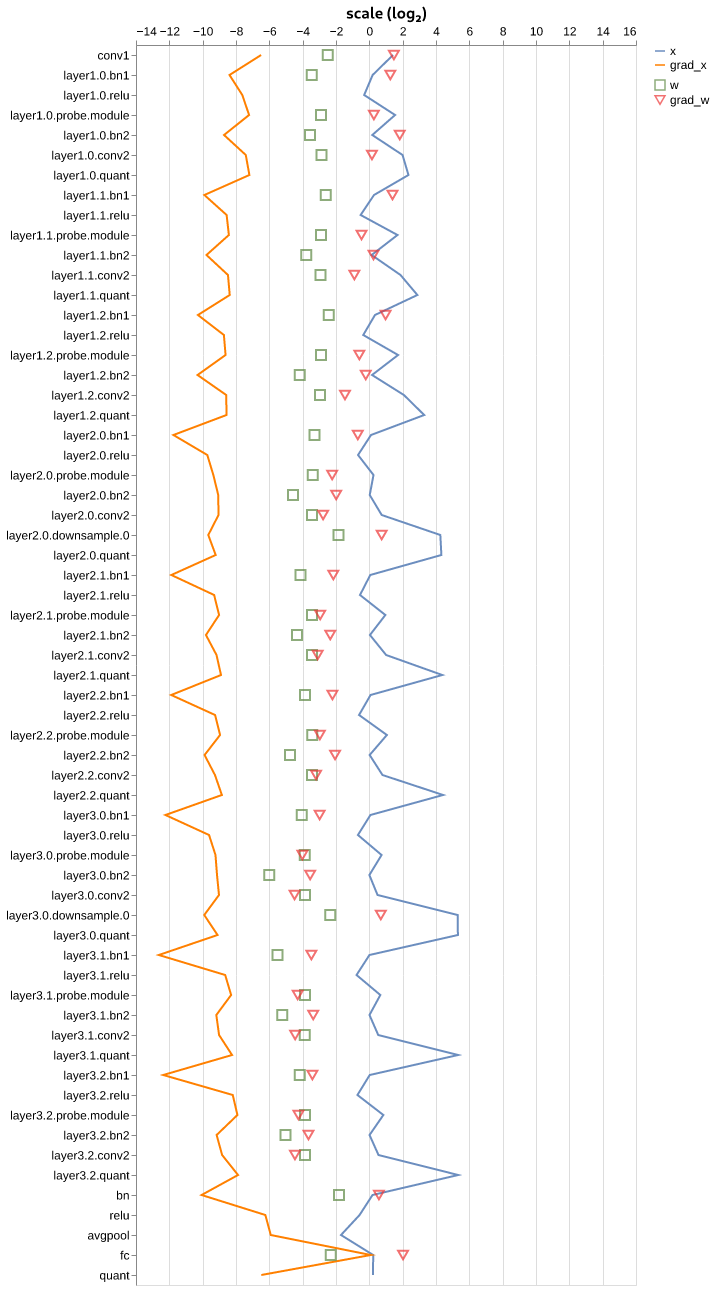 scale (log₂)
−14 −12 −10 −8 −6 −4 −2 0 2 4 6 8 10 12 14 16
x
grad_x
w
grad_w
conv1
layer1.0.bn1
layer1.0.relu
layer1.0.probe.module
layer1.0.bn2
layer1.0.conv2
layer1.0.quant
layer1.1.bn1
layer1.1.relu
layer1.1.probe.module
layer1.1.bn2
layer1.1.conv2
layer1.1.quant
layer1.2.bn1
layer1.2.relu
layer1.2.probe.module
layer1.2.bn2
layer1.2.conv2
layer1.2.quant
layer2.0.bn1
layer2.0.relu
layer2.0.probe.module
layer2.0.bn2
layer2.0.conv2
layer2.0.downsample.0
layer2.0.quant
layer2.1.bn1
layer2.1.relu
layer2.1.probe.module
layer2.1.bn2
layer2.1.conv2
layer2.1.quant
layer2.2.bn1
layer2.2.relu
layer2.2.probe.module
layer2.2.bn2
layer2.2.conv2
layer2.2.quant
layer3.0.bn1
layer3.0.relu
layer3.0.probe.module
layer3.0.bn2
layer3.0.conv2
layer3.0.downsample.0
layer3.0.quant
layer3.1.bn1
layer3.1.relu
layer3.1.probe.module
layer3.1.bn2
layer3.1.conv2
layer3.1.quant
layer3.2.bn1
layer3.2.relu
layer3.2.probe.module
layer3.2.bn2
layer3.2.conv2
layer3.2.quant
bn
relu
avgpool
fc
quant